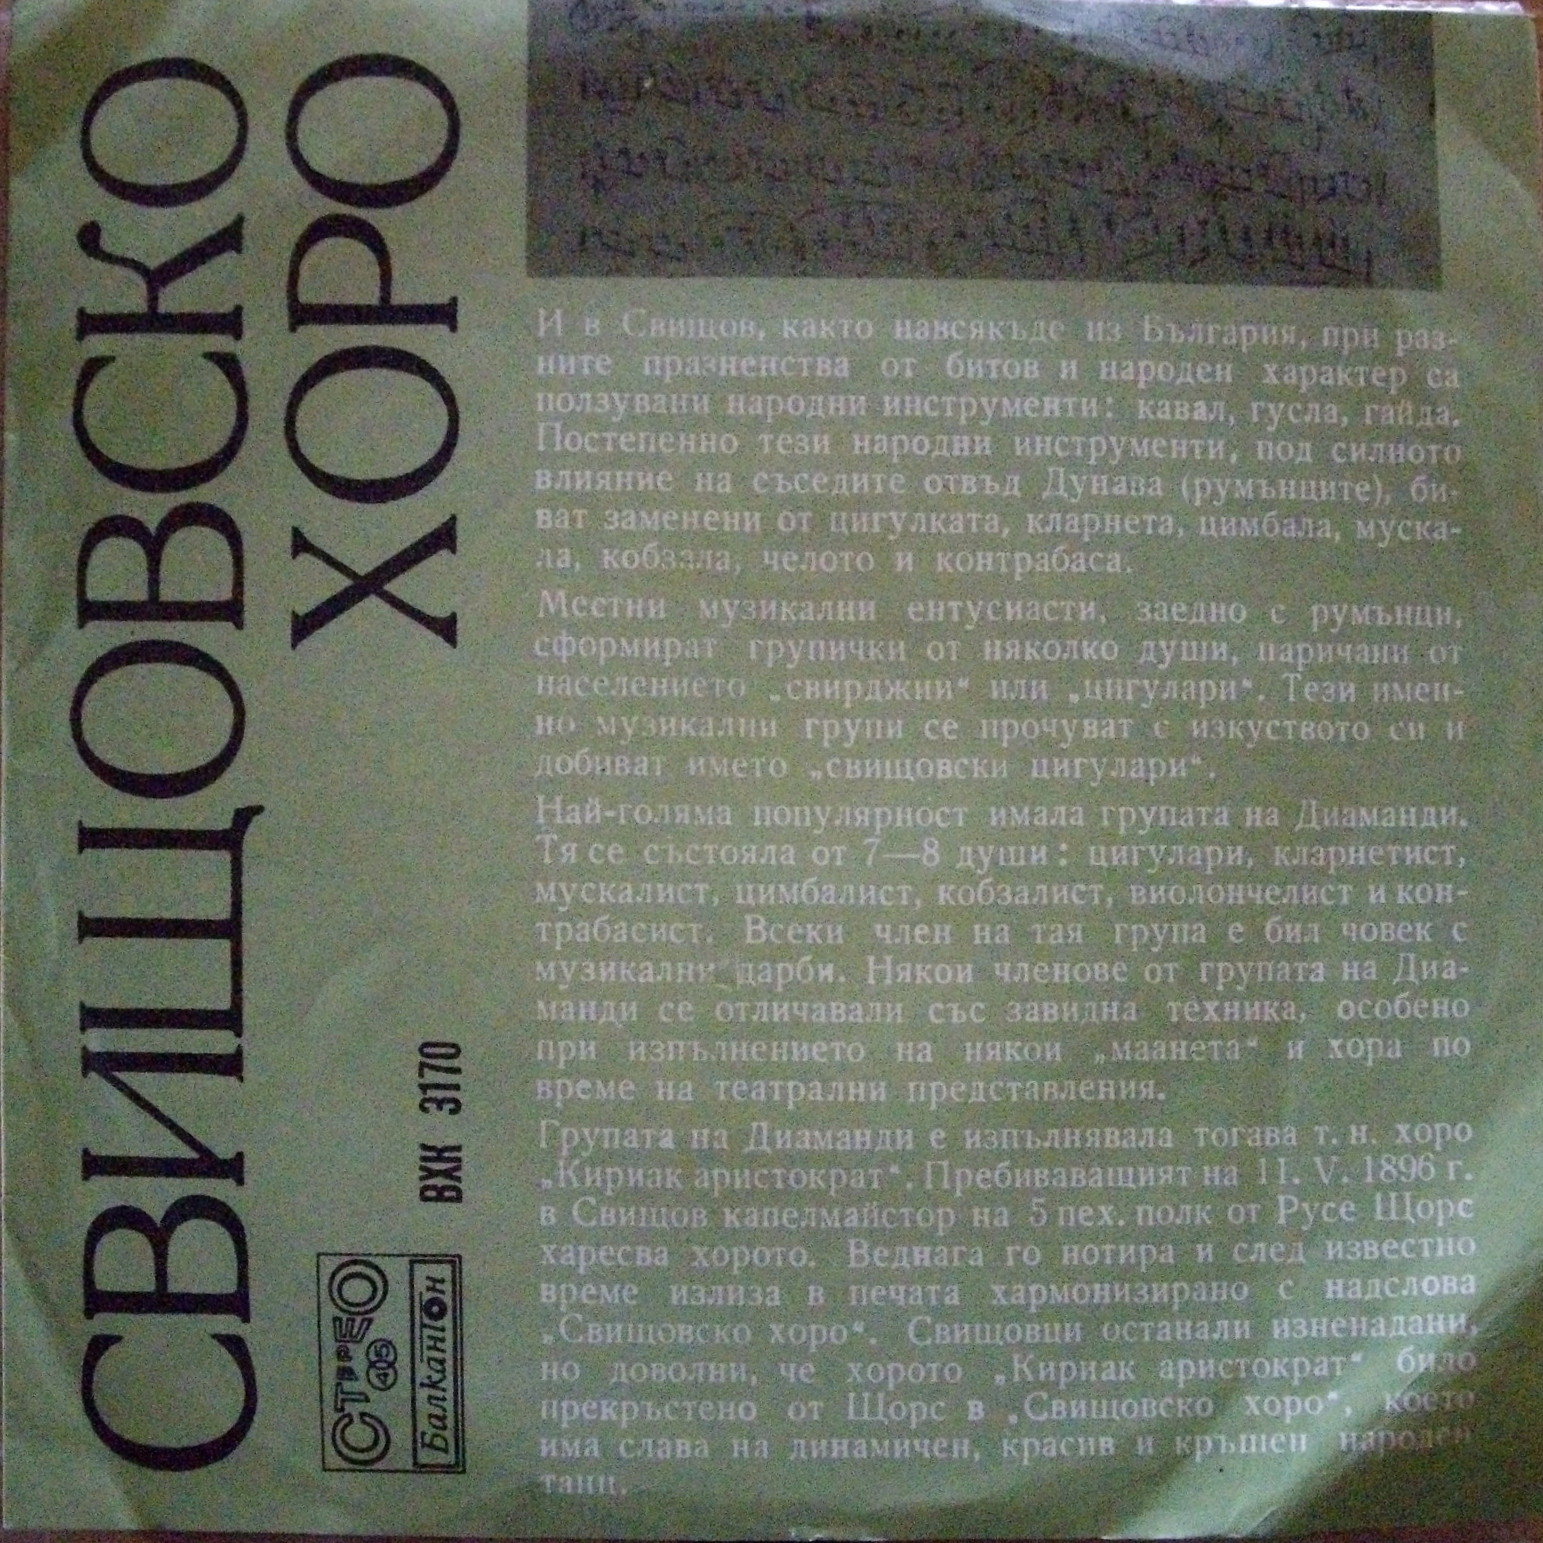 СВИЩОВСКО
ХОРО
ВХК 3170
СТЕРЕО
45
Балкантон
И в Свищов, както навсякъде из България, при раз-
ните празненства от битов и народен характер са
ползувани народни инструменти: кавал, гусла, гайда.
Постепенно тези народни инструменти, под силното
влияние на съседите отвъд Дунава (румънците), би-
ват заменени от цигулката, кларнета, цимбала, муска-
ла, кобзала, челото и контрабаса.
Местни музикални ентусиасти, заедно с румънци,
сформират групички от няколко души, наричани от
населението „свирджии“ или „цигулари“. Тези имен-
но музикални групи се прочуват с изкуството си и
добиват името „свищовски цигулари“.
Най-голяма популярност имала групата на Диаманди.
Тя се състояла от 7—8 души: цигулари, кларнетист,
мускалист, цимбалист, кобзалист, виолончелист и кон-
трабасист. Всеки член на тая група е бил човек с
музикални дарби. Някои членове от групата на Диа-
манди се отличавали със завидна техника, особено
при изпълнението на някои „маанета“ и хора по
време на театрални представления.
Групата на Диаманди е изпълнявала тогава т. н. хоро
„Кириак аристократ“. Пребиваващият на 11. V. 1896 г.
в Свищов капелмайстор на 5 пех. полк от Русе Щорс
харесва хорото. Веднага го нотира и след известно
време излиза в печата хармонизирано с надслова
„Свищовско хоро“. Свищовци останали изненадани,
но доволни, че хорото „Кириак аристократ“ било
прекръстено от Щорс в „Свищовско хоро“, което
има слава на динамичен, красив и кръшен народен
танц.